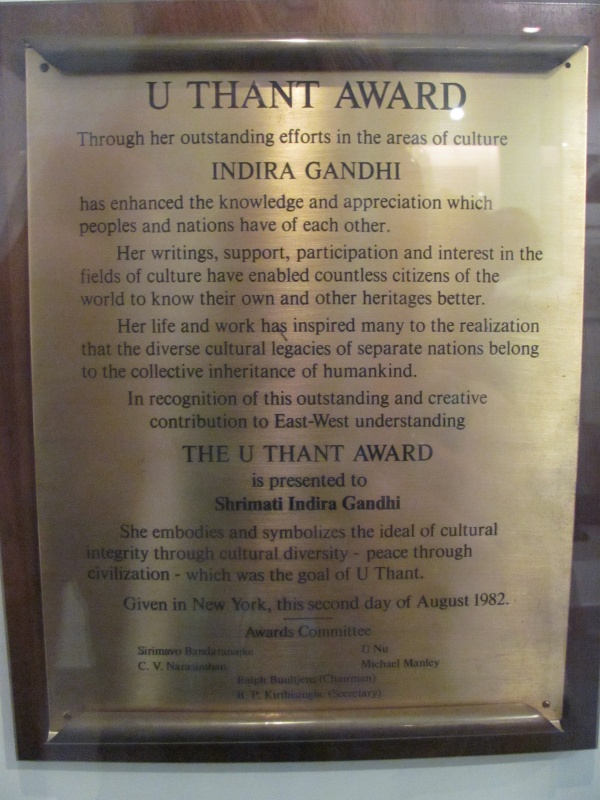 U THANT AWARD
Through her outstanding efforts in the areas of culture
INDIRA GANDHI
has enhanced the knowledge and appreciation which
peoples and nations have of each other.
Her writings, support, participation and interest in the
fields of culture have enabled countless citizens of the
world to know their own and other heritages better.
Her life and work has inspired many to the realization
that the diverse cultural legacies of separate nations belong
to the collective inheritance of humankind.
In recognition of this outstanding and creative
contribution to East-West understanding
THE U THANT AWARD
is presented to
Shrimati Indira Gandhi
She embodies and symbolizes the ideal of cultural
integrity through cultural diversity - peace through
civilization - which was the goal of U Thant.
Given in New York, this second day of August 1982.
Awards Committee
Sirimavo Bandaranaike U Nu
C. V. Narasimhan Michael Manley
Ralph Buultjens (Chairman)
B. P. (Secretary)